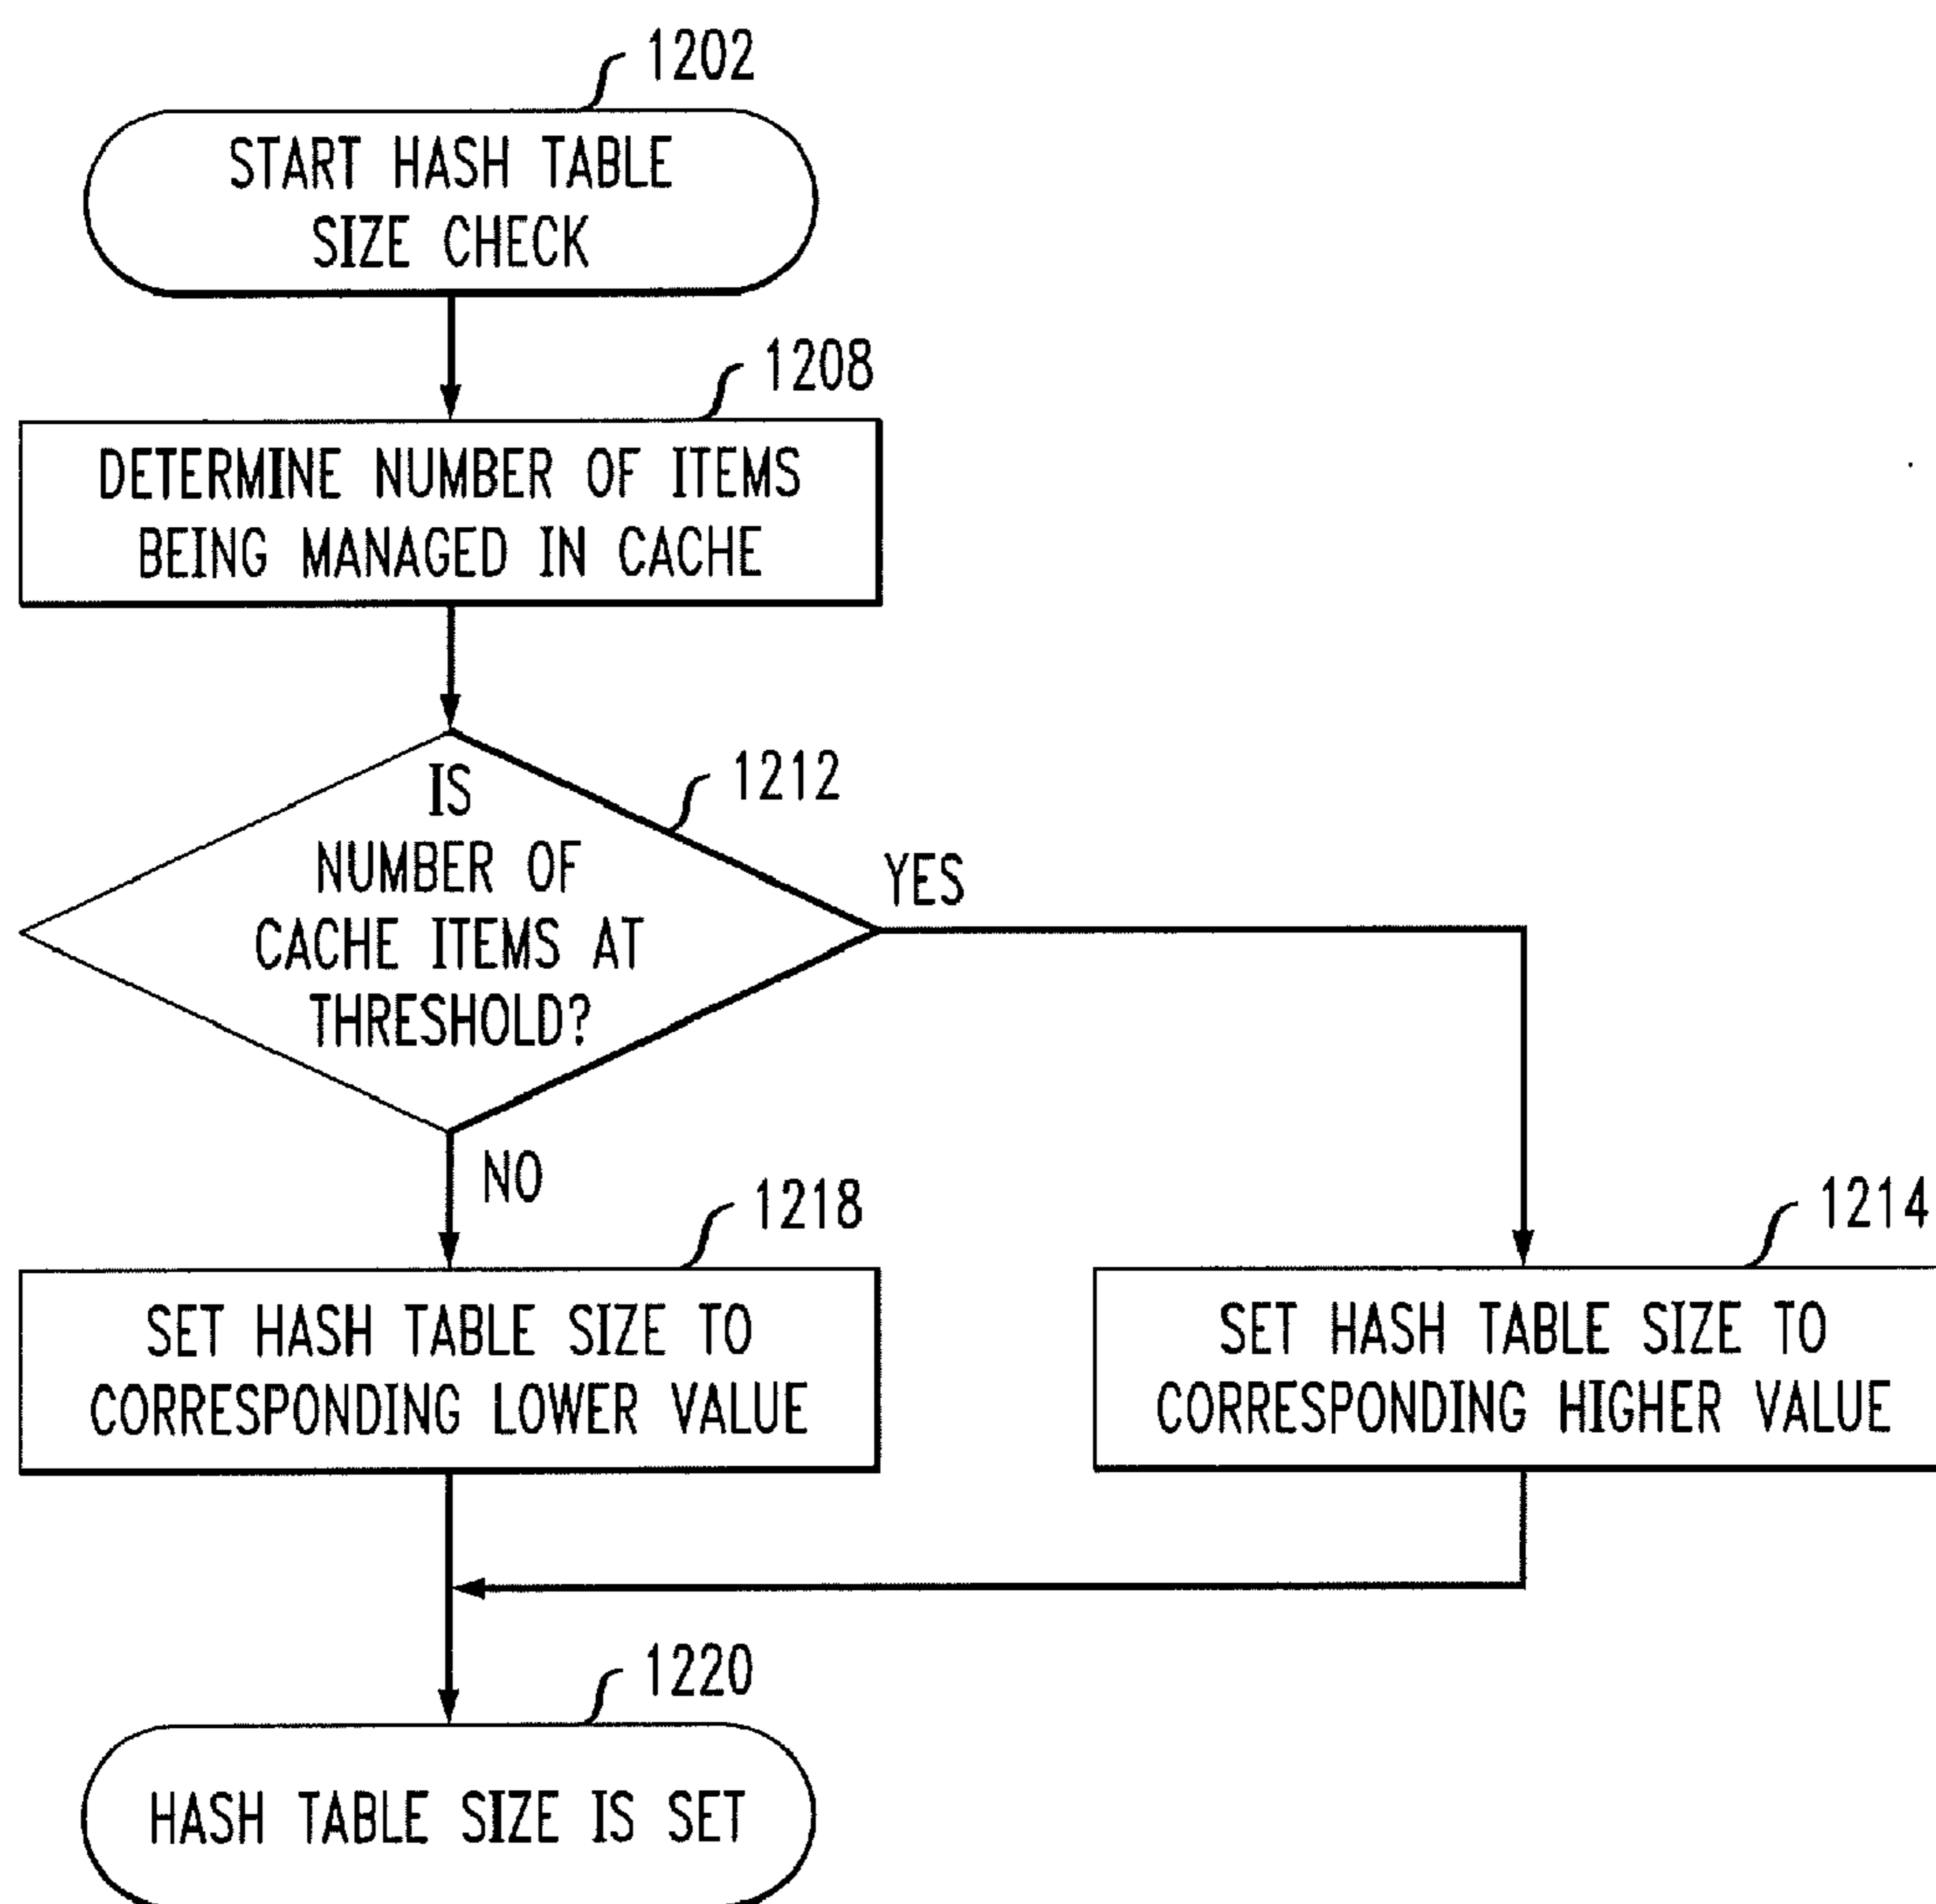 1202
START HASH TABLE
SIZE CHECK
1208
DETERMINE NUMBER OF ITEMS
BEING MANAGED IN CACHE
1212
IS
NUMBER OF
CACHE ITEMS AT
THRESHOLD?
YES
NO
1218
SET HASH TABLE SIZE TO
CORRESPONDING LOWER VALUE
1214
SET HASH TABLE SIZE TO
CORRESPONDING HIGHER VALUE
1220
HASH TABLE SIZE IS SET